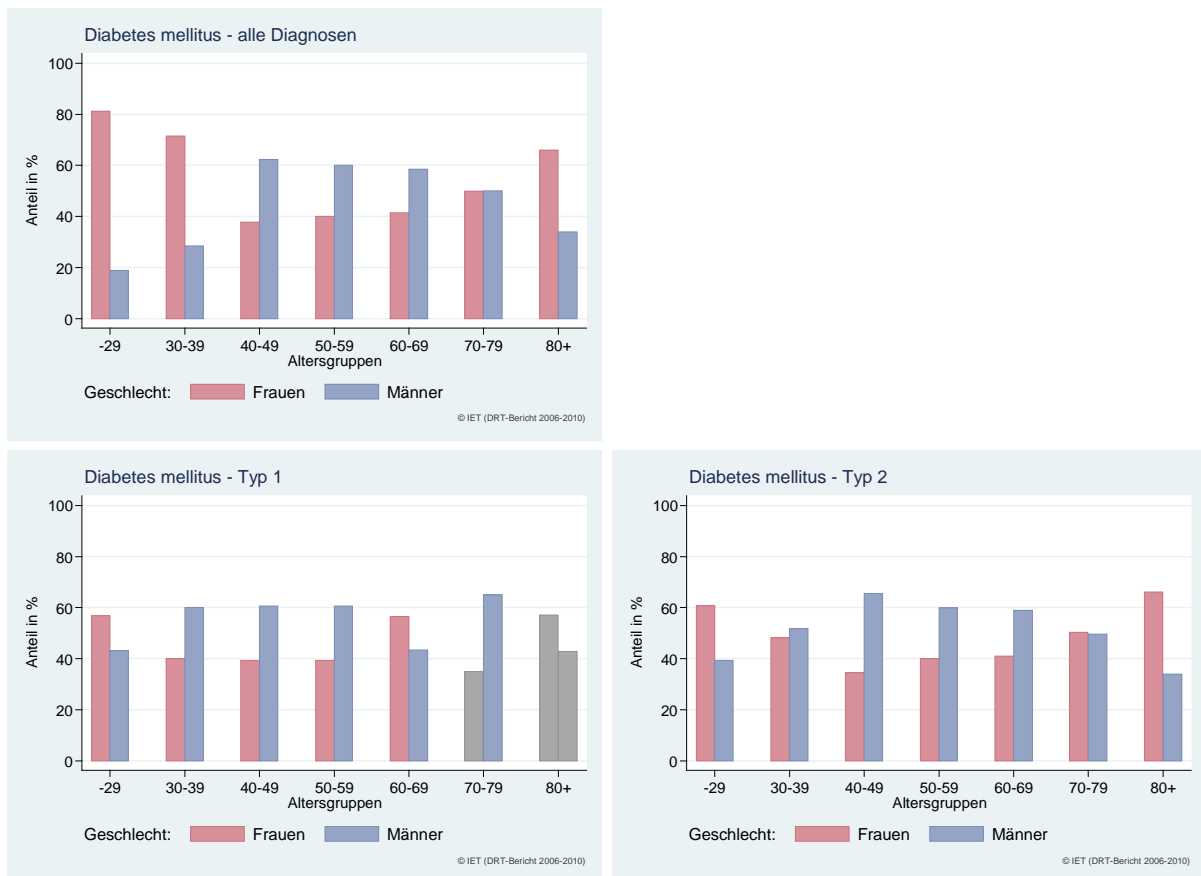 Diabetes mellitus - alle Diagnosen
Anteil in %
100
80
60
40
20
0
-29 30-39 40-49 50-59 60-69 70-79 80+
Altersgruppen
Geschlecht: Frauen Männer
© IET (DRT-Bericht 2006-2010)
Diabetes mellitus - Typ 1
Anteil in %
100
80
60
40
20
0
-29 30-39 40-49 50-59 60-69 70-79 80+
Altersgruppen
Geschlecht: Frauen Männer
© IET (DRT-Bericht 2006-2010)
Diabetes mellitus - Typ 2
Anteil in %
100
80
60
40
20
0
-29 30-39 40-49 50-59 60-69 70-79 80+
Altersgruppen
Geschlecht: Frauen Männer
© IET (DRT-Bericht 2006-2010)